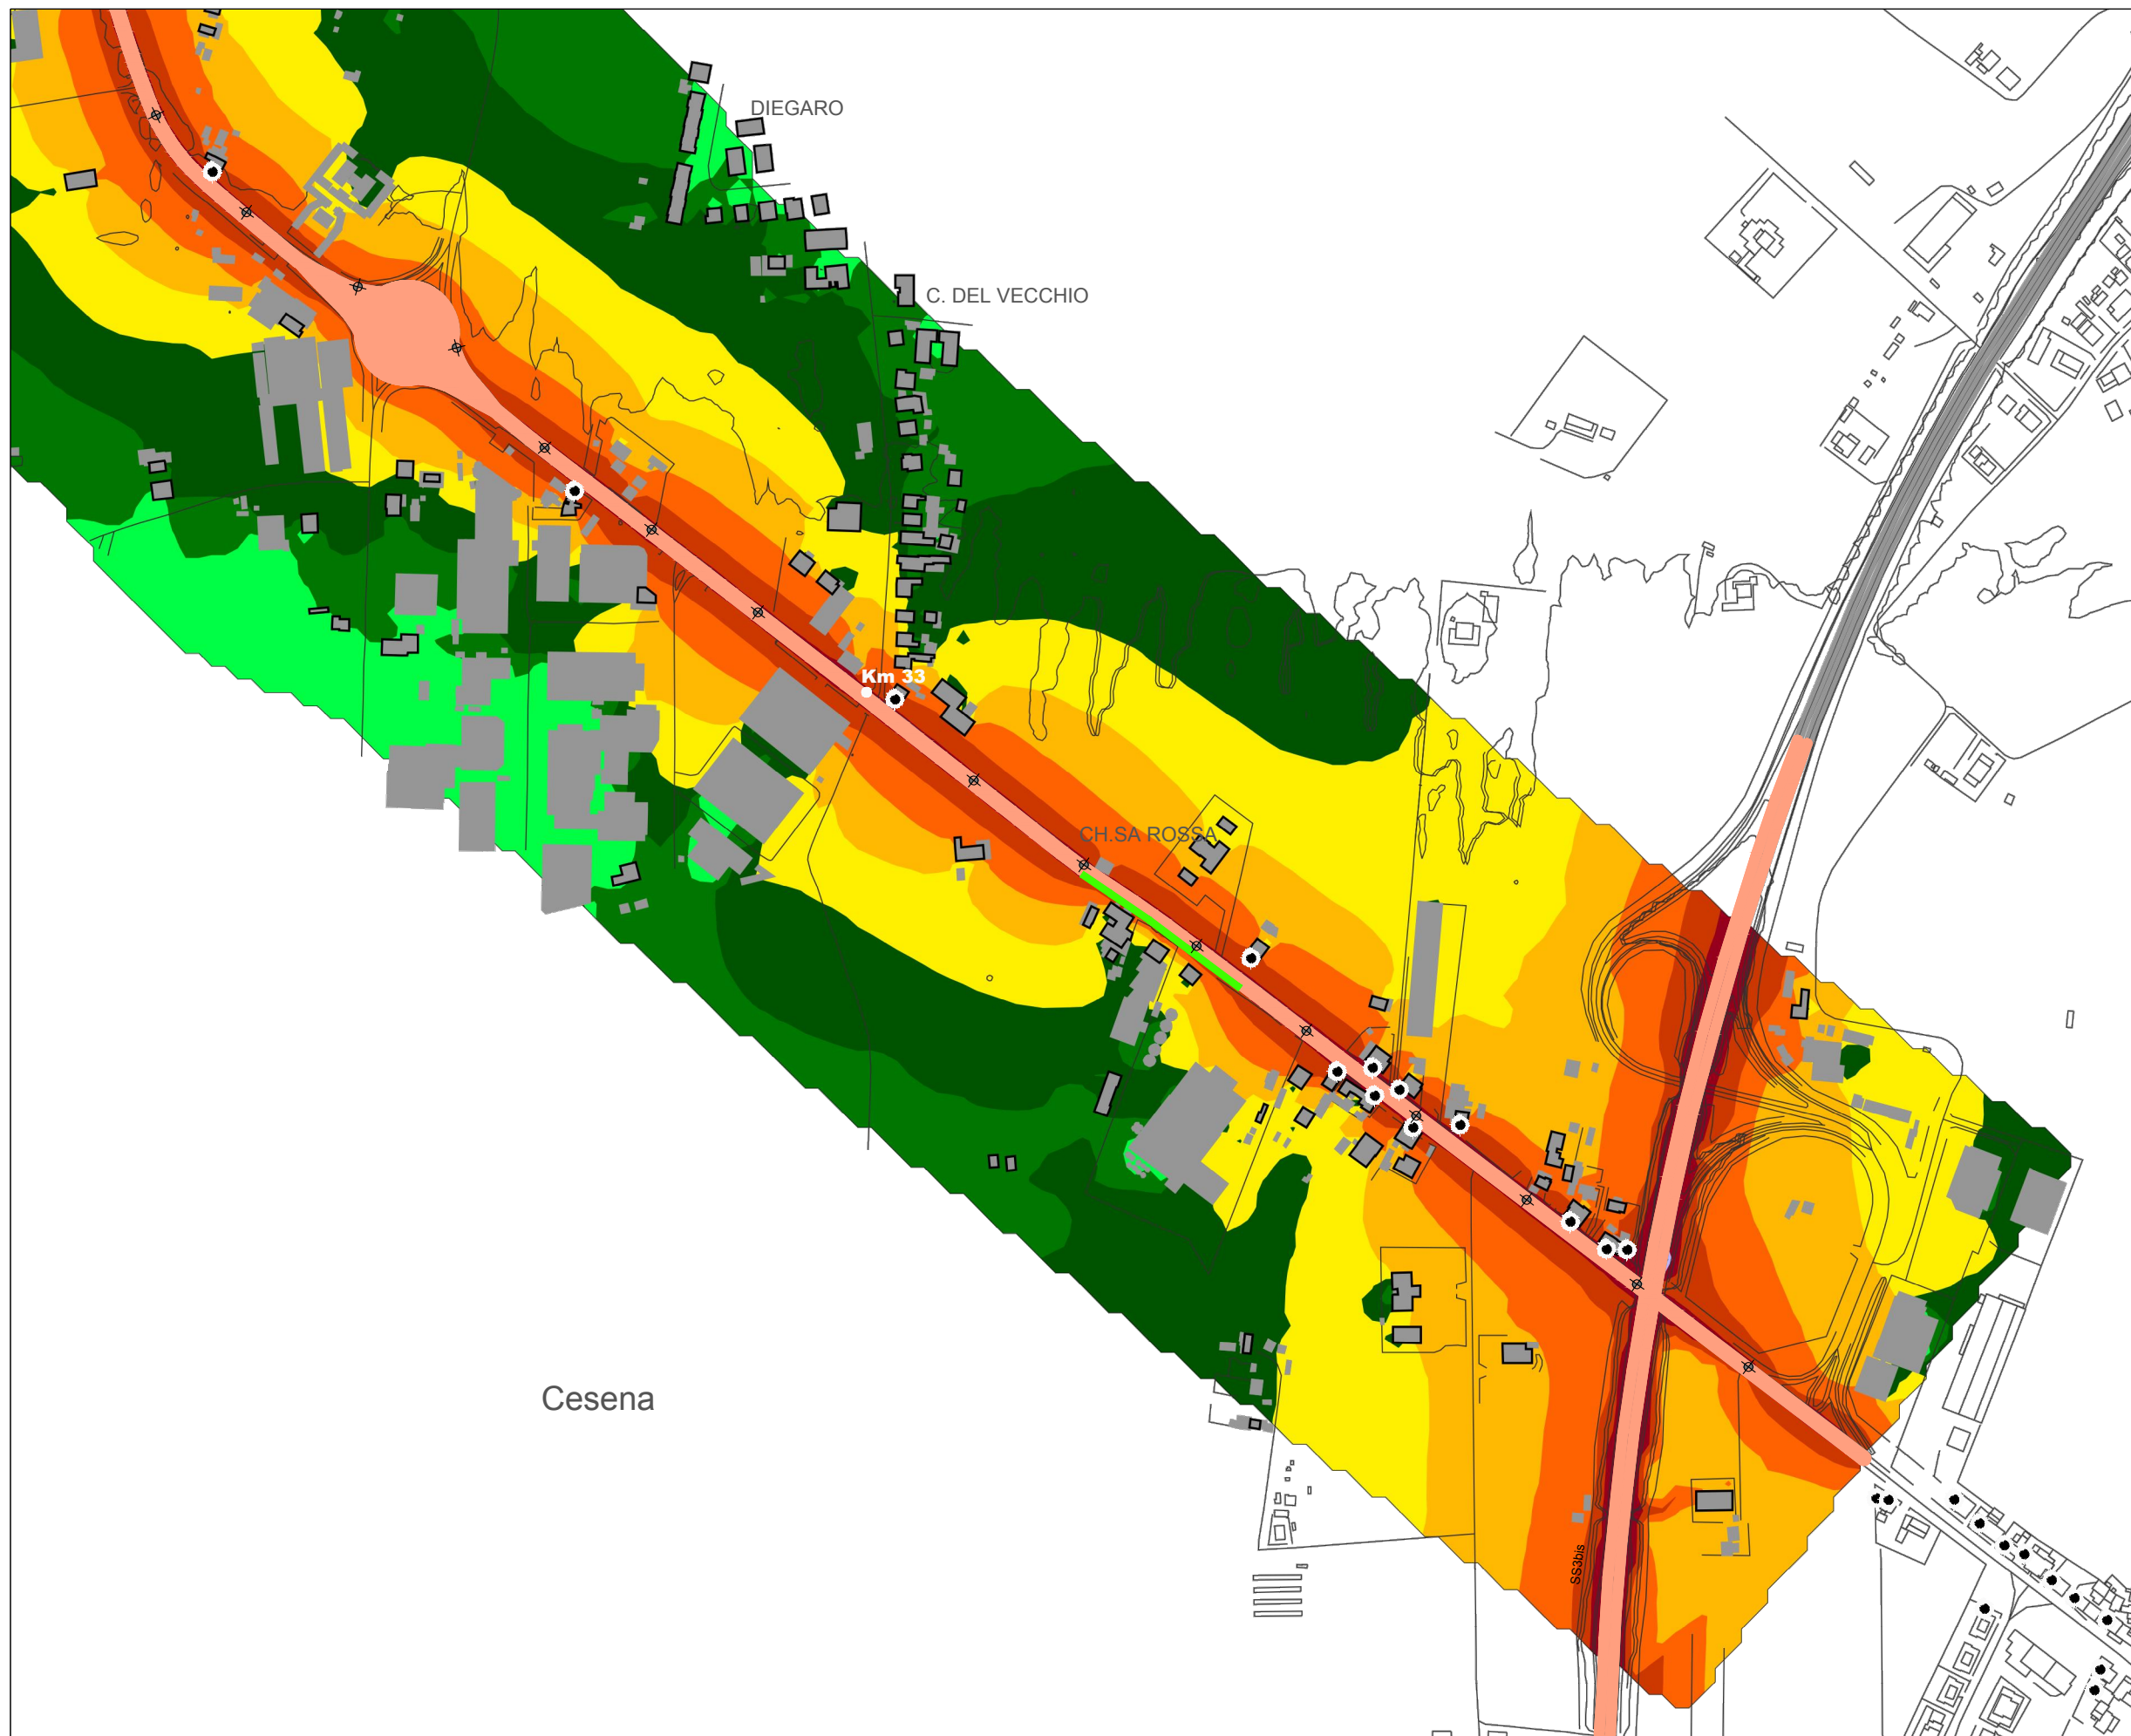 DIEGARO
C. DEL VECCHIO
Km 33
CH.SA ROSSA
Cesena
SS3bis